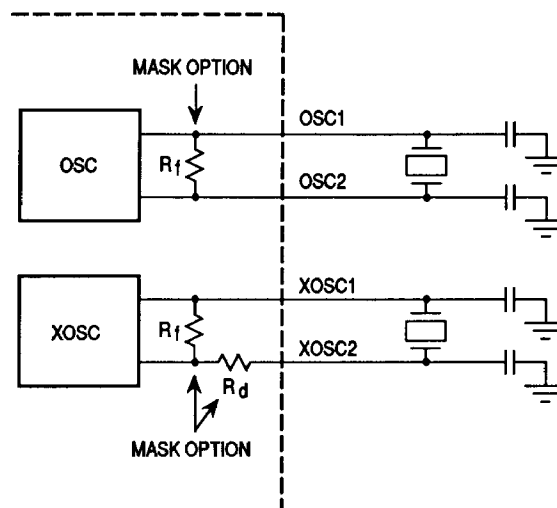 MASK OPTION
OSC1
OSC
Rf
OSC2
XOSC1
XOSC
Rf
XOSC2
Rd
MASK OPTION